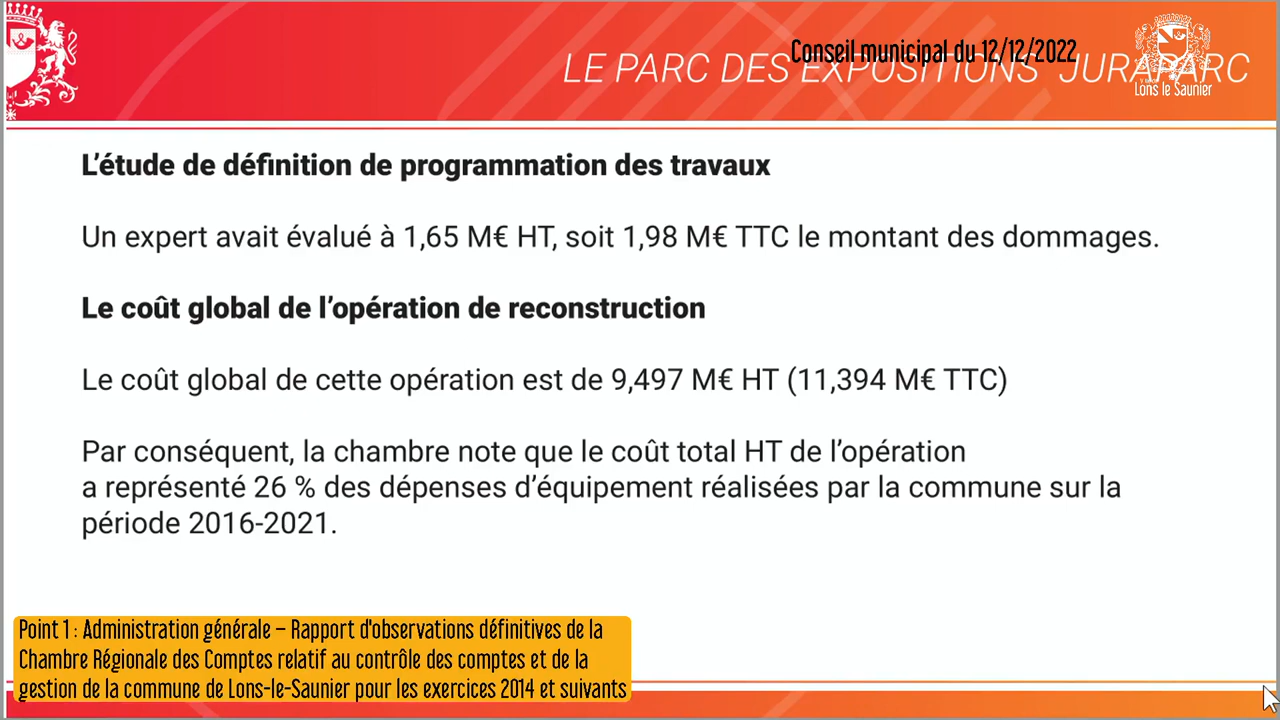 Conseil municipal du 12/12/2022
LE PARC DES EXPOSITIONS JURAPARC
Lons le Saunier
L’étude de définition de programmation des travaux
Un expert avait évalué à 1,65 M€ HT, soit 1,98 M€ TTC le montant des dommages.
Le coût global de l’opération de reconstruction
Le coût global de cette opération est de 9,497 M€ HT (11,394 M€ TTC)
Par conséquent, la chambre note que le coût total HT de l’opération
a représenté 26 % des dépenses d’équipement réalisées par la commune sur la
période 2016-2021.
Point 1 : Administration générale – Rapport d'observations définitives de la
Chambre Régionale des Comptes relatif au contrôle des comptes et de la
gestion de la commune de Lons-le-Saunier pour les exercices 2014 et suivants